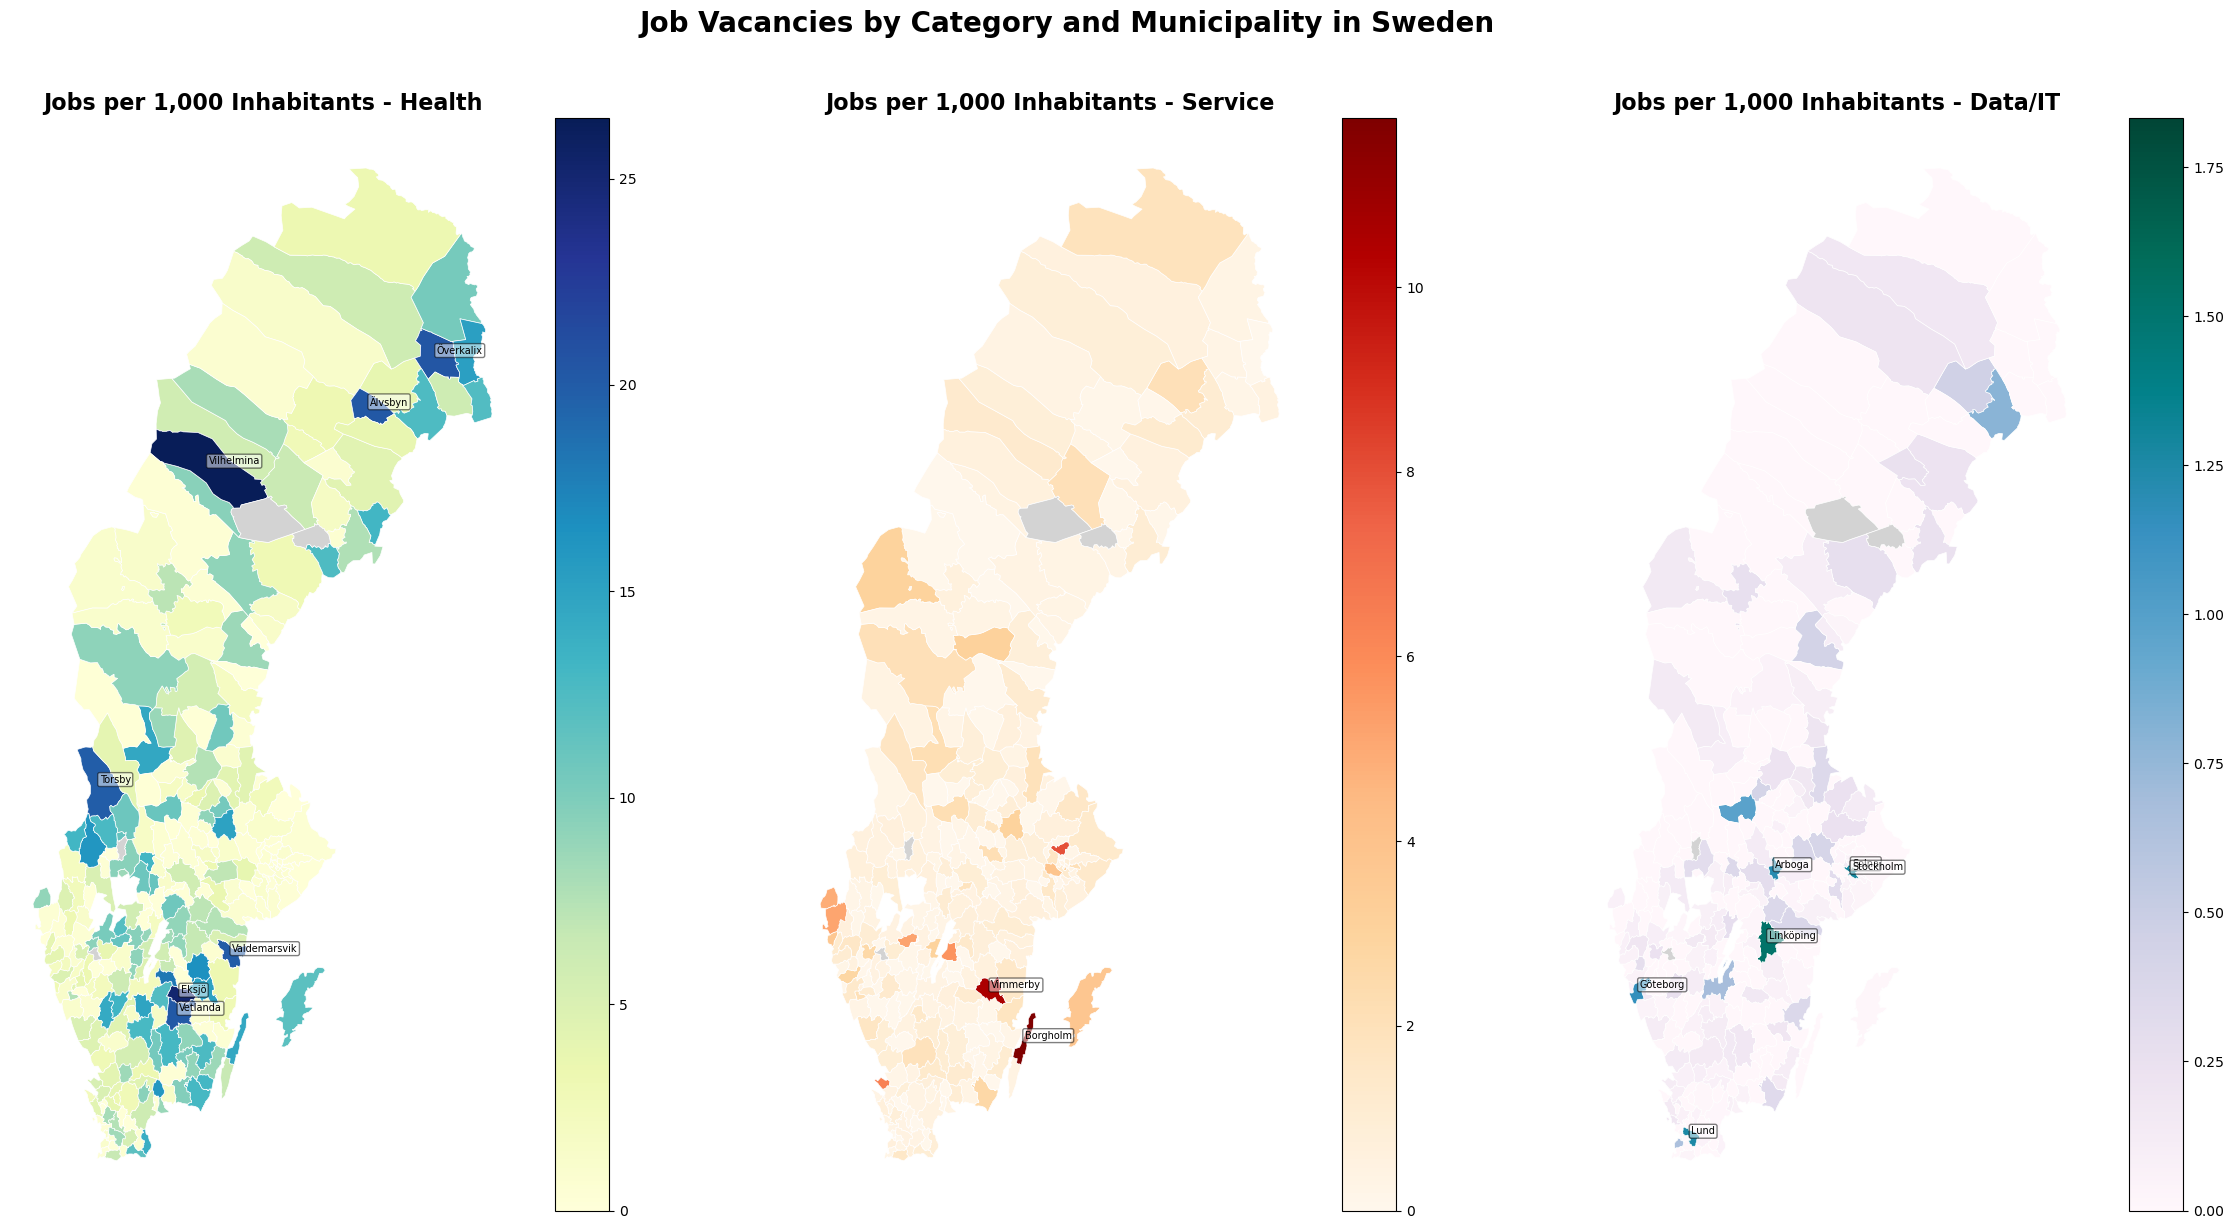 Job Vacancies by Category and Municipality in Sweden
Jobs per 1,000 Inhabitants - Health
Överkalix
Älvsbyn
Vilhelmina
Torsby
Valdemarsvik
Eksjö
Vetlanda
25
20
15
10
5
0
Jobs per 1,000 Inhabitants - Service
Vimmerby
Borgholm
10
8
6
4
2
0
Jobs per 1,000 Inhabitants - Data/IT
Arboga
Stockholm
Linköping
Göteborg
Lund
1.75
1.50
1.25
1.00
0.75
0.50
0.25
0.00